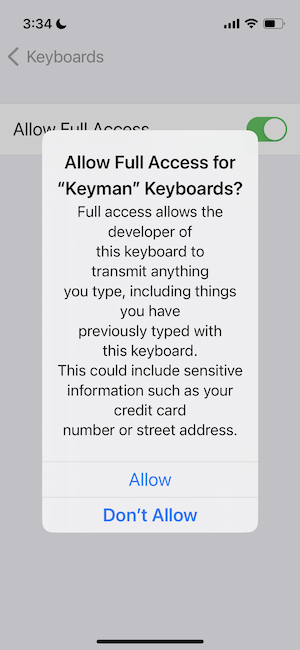 3:34
Keyboards
Allow Full Access
Allow Full Access for
“Keyman” Keyboards?
Full access allows the
developer of
this keyboard to
transmit anything
you type, including things
you have
previously typed with
this keyboard.
This could include sensitive
information such as your
credit card
number or street address.
Allow
Don’t Allow